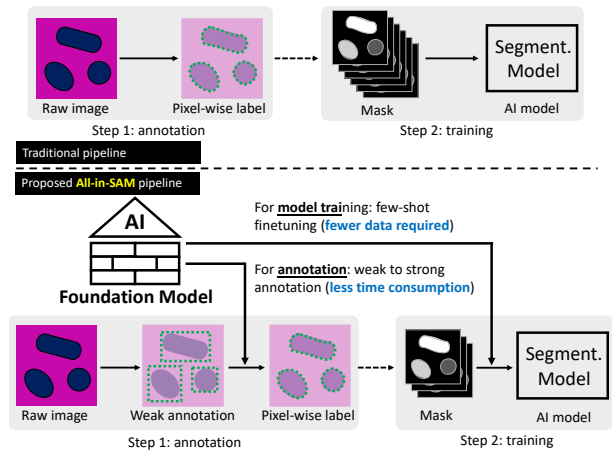 Segment.
Model
Raw image
Pixel-wise label
Mask
AI model
Step 1: annotation
Step 2: training
Traditional pipeline
Proposed All-in-SAM pipeline
AI
Foundation Model
For model training: few-shot
finetuning (fewer data required)
For annotation: weak to strong
annotation (less time consumption)
Segment.
Model
Raw image
Weak annotation
Pixel-wise label
Mask
AI model
Step 1: annotation
Step 2: training